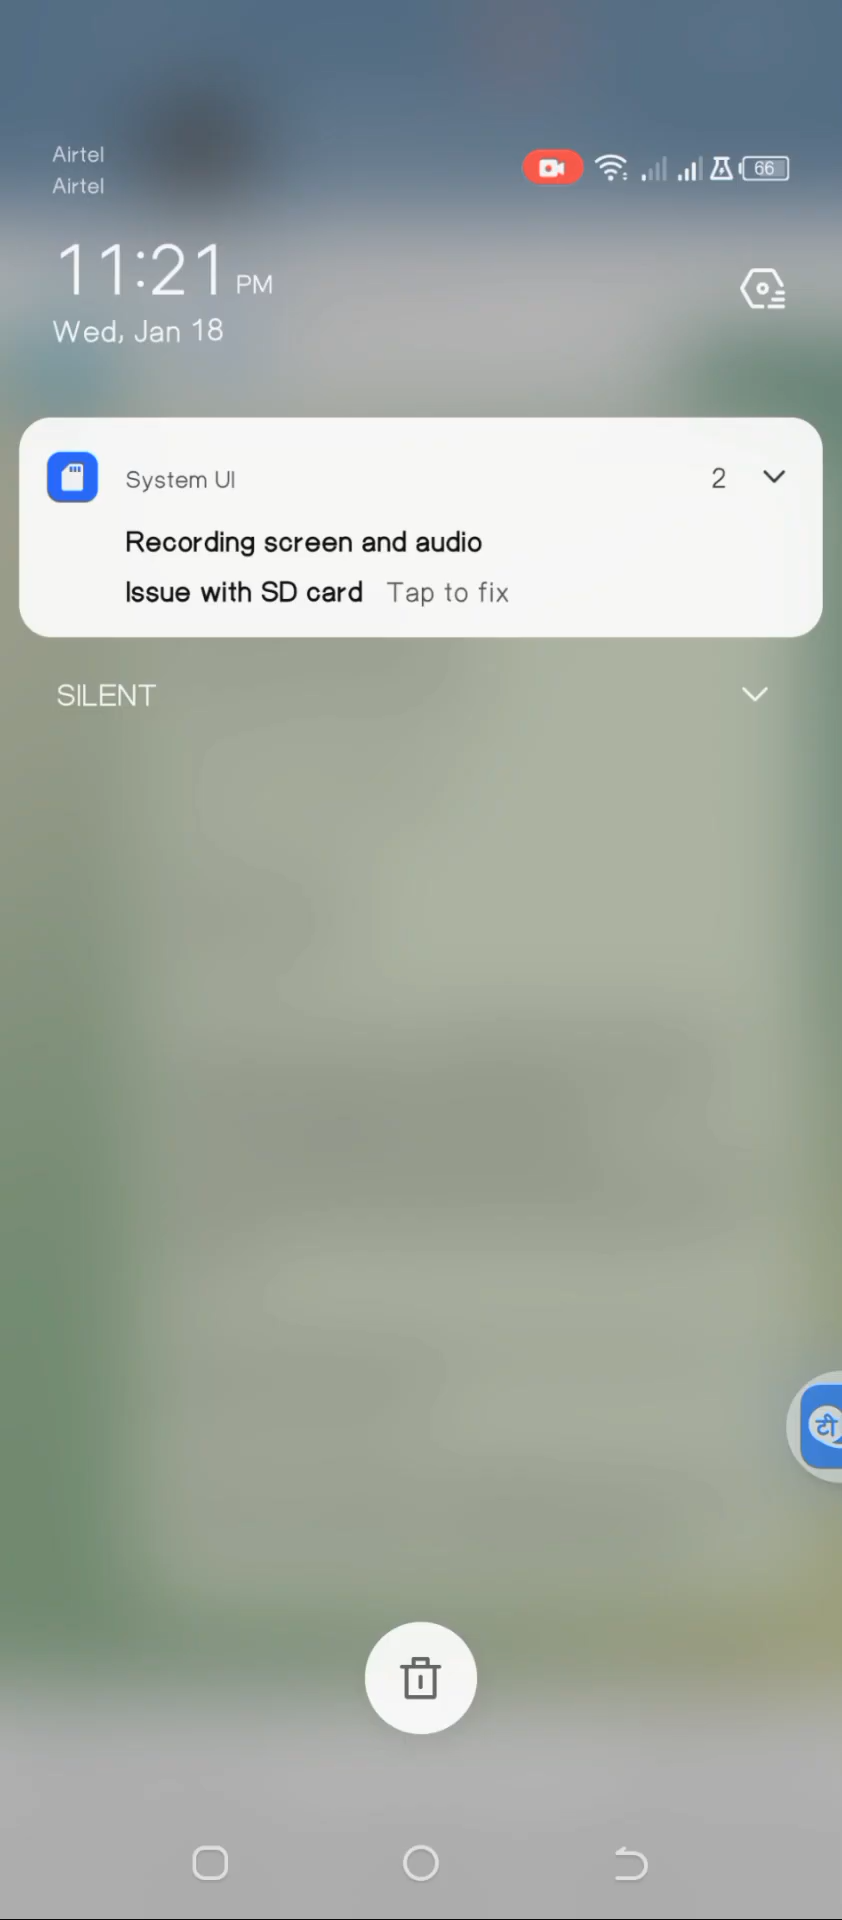 Airtel
Airtel
66
11:21 PM
Wed, Jan 18
System UI 2
Recording screen and audio
Issue with SD card Tap to fix
SILENT
टी